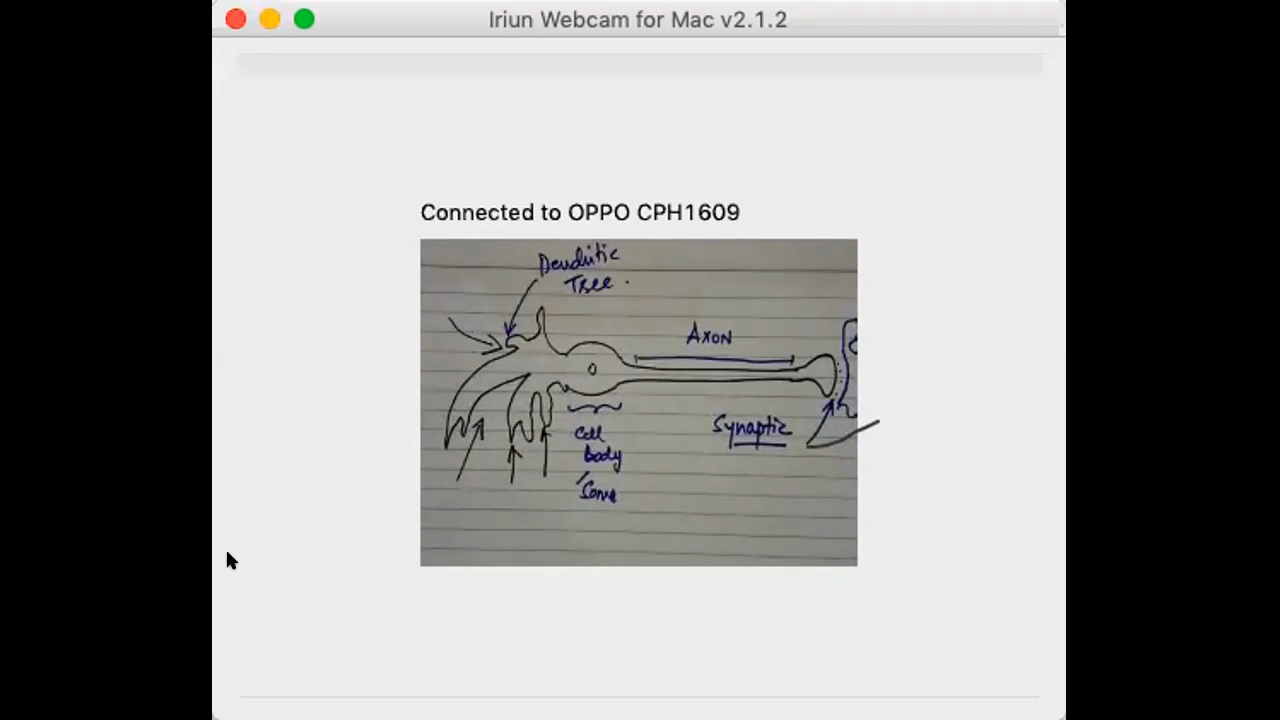 Iriun Webcam for Mac v2.1.2
Connected to OPPO CPH1609
Dendritic
Tree.
AXON
Synaptic
Cell
body
/Soma